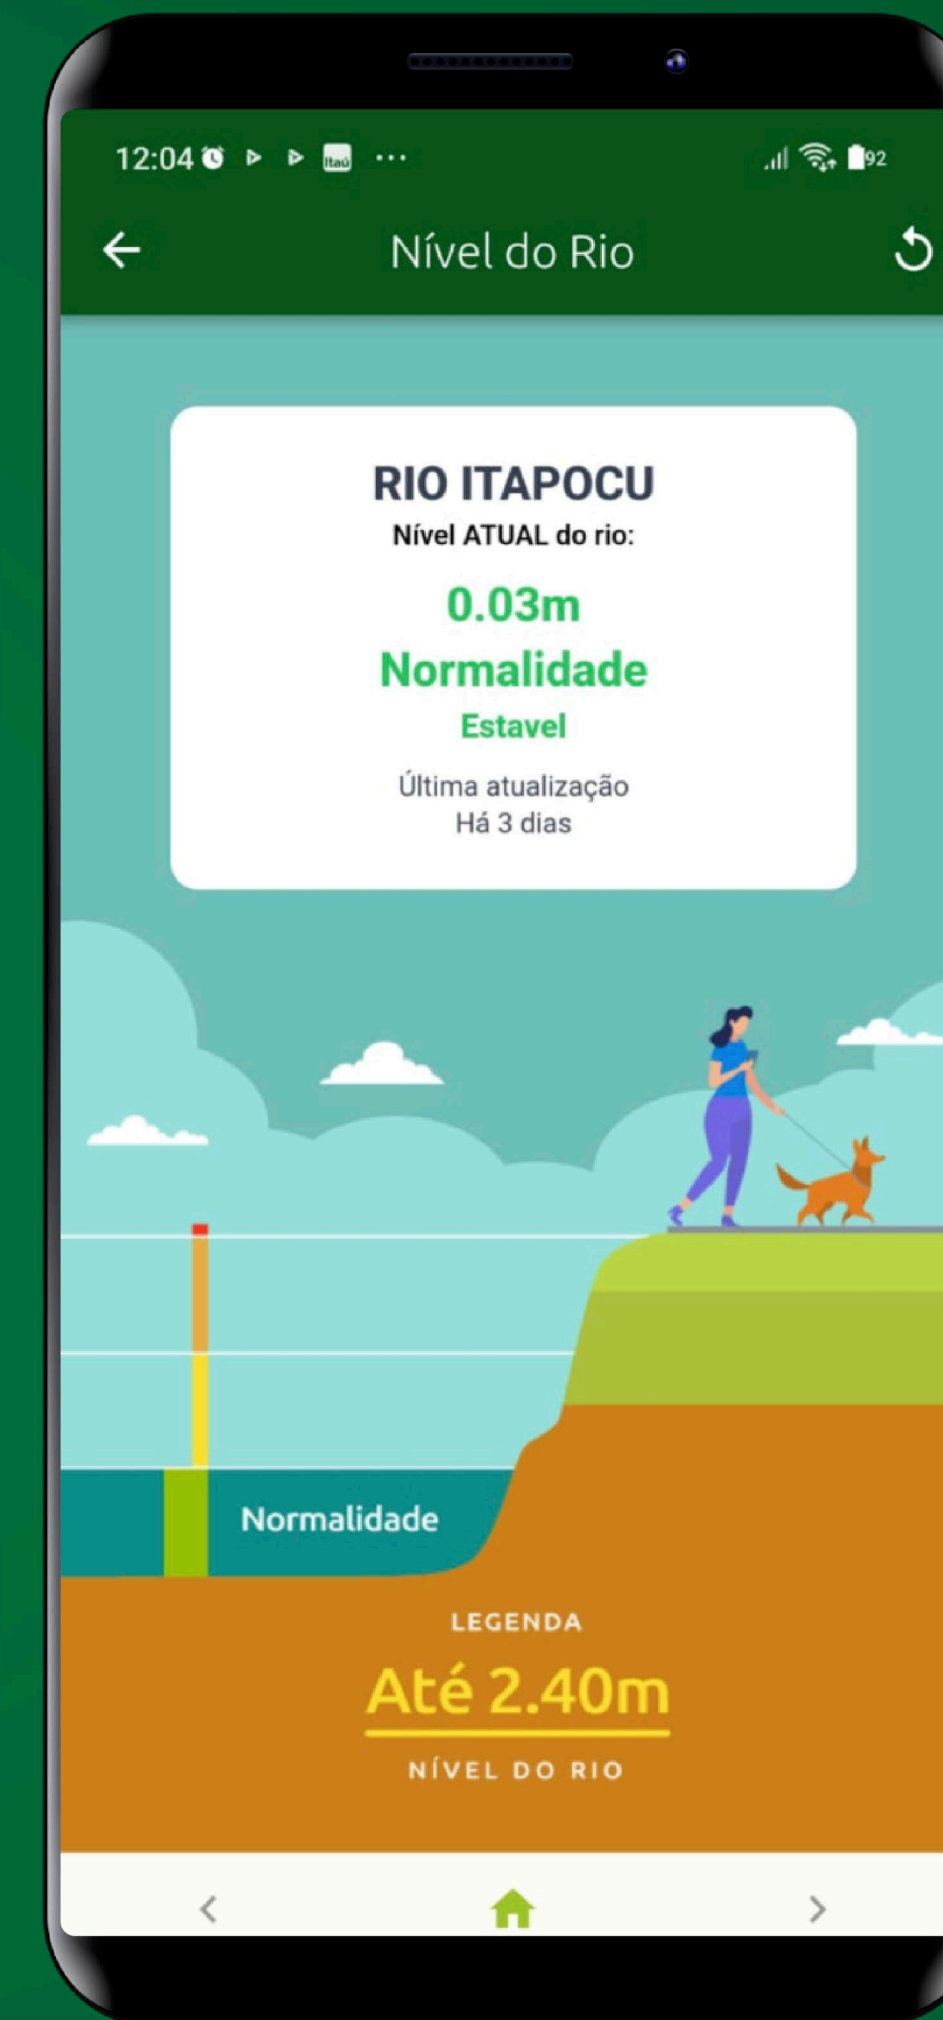 12:04 Itaú ... 92
Nível do Rio
RIO ITAPOCU
Nível ATUAL do rio:
0.03m
Normalidade
Estavel
Última atualização
Há 3 dias
Normalidade
LEGENDA
Até 2.40m
NÍVEL DO RIO